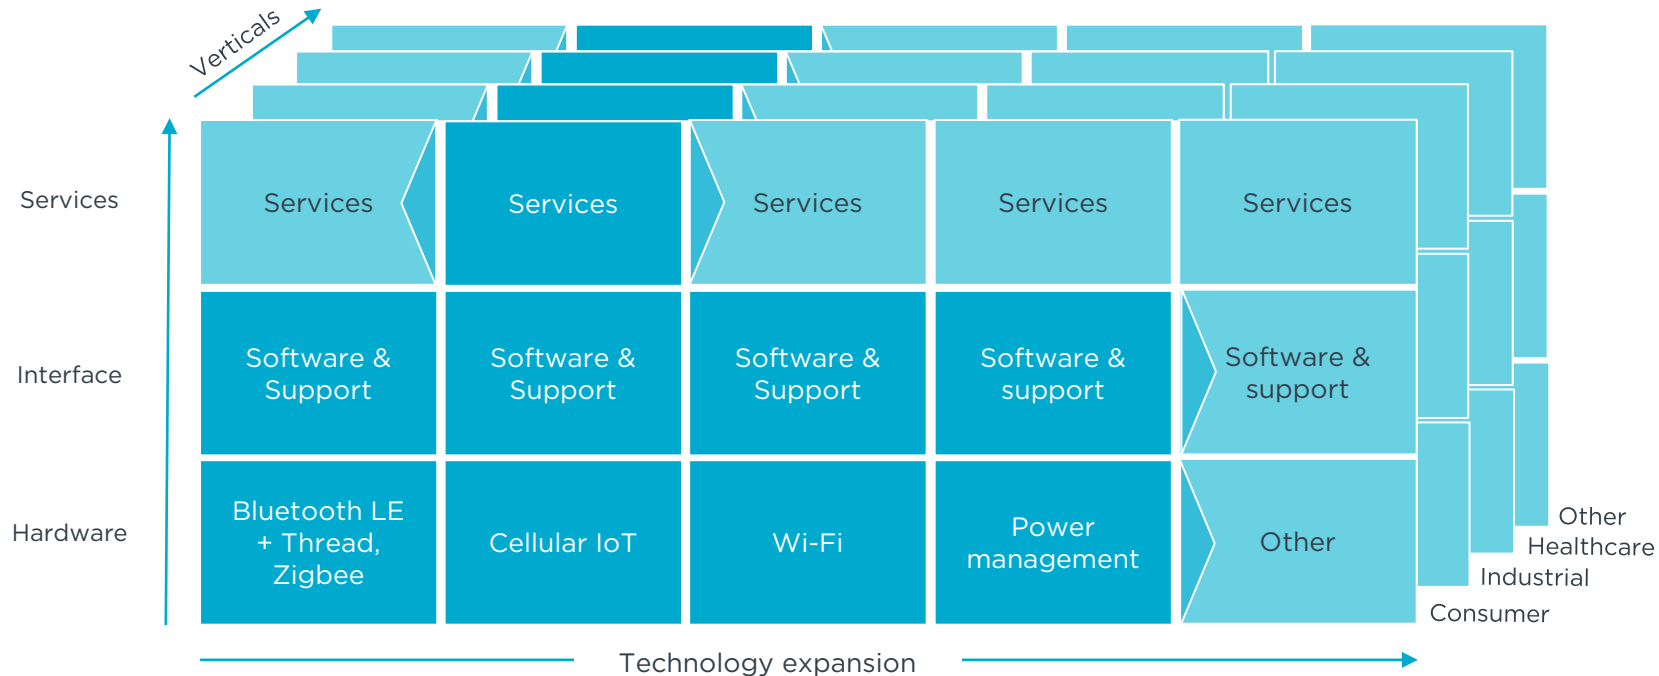 Verticals
Services
Services
Services
Services
Services
Services
Interface
Software &
Support
Software &
Support
Software &
Support
Software &
support
Software &
support
Hardware
Bluetooth LE
+ Thread,
Zigbee
Cellular IoT
Wi-Fi
Power
management
Other
Other
Healthcare
Industrial
Consumer
Technology expansion